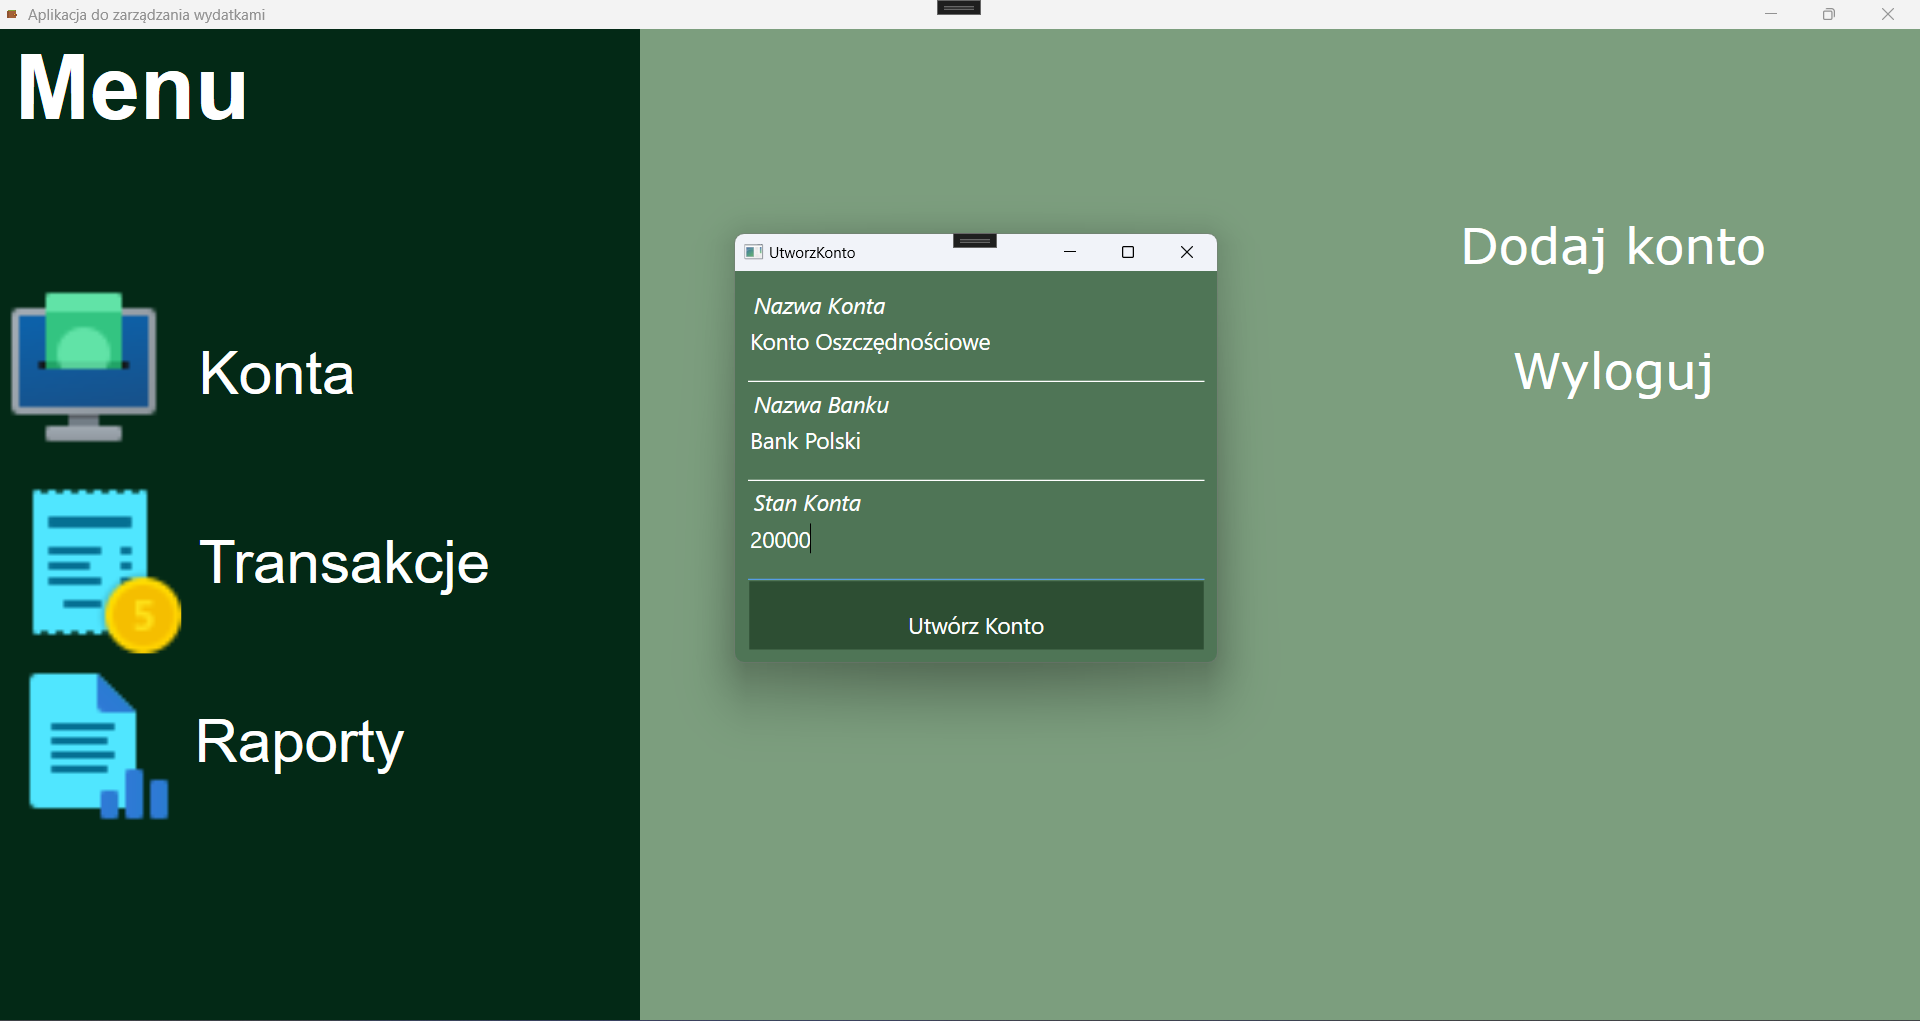 Aplikacja do zarządzania wydatkami
Menu
Konta
Transakcje
5
Raporty
UtworzKonto
Nazwa Konta
Konto Oszczędnościowe
Nazwa Banku
Bank Polski
Stan Konta
20000
Utwórz Konto
Dodaj konto
Wyloguj